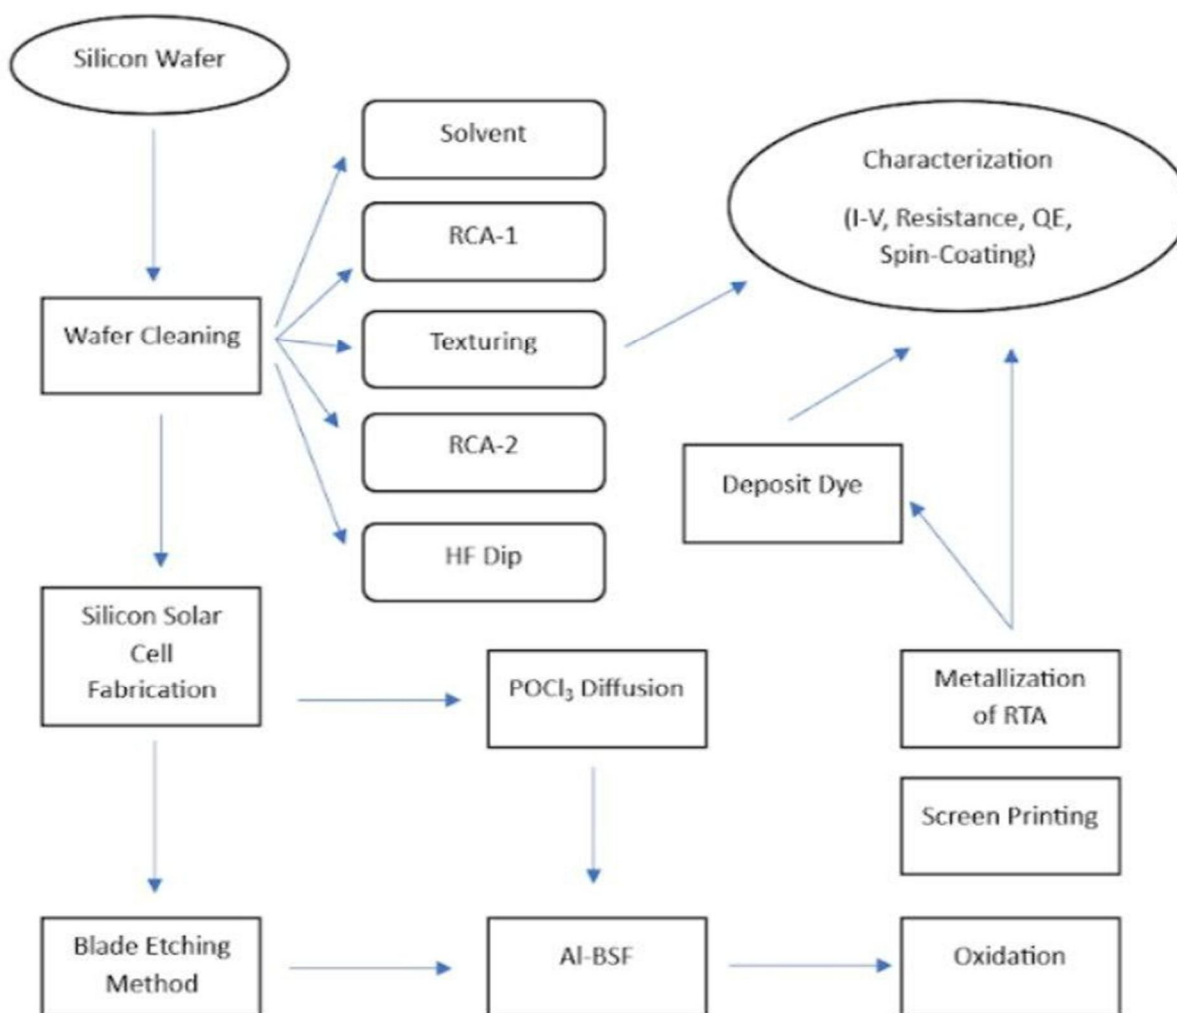 Silicon Wafer
Solvent
Characterization
(I-V, Resistance, QE,
Spin-Coating)
RCA-1
Wafer Cleaning
Texturing
RCA-2
Deposit Dye
HF Dip
Silicon Solar
Cell
Fabrication
POCl₃ Diffusion
Metallization
of RTA
Screen Printing
Blade Etching
Method
Al-BSF
Oxidation